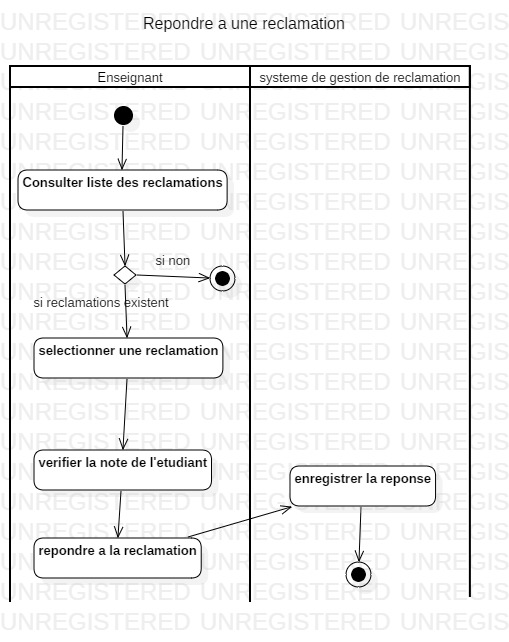 Repondre a une reclamation
Enseignant
systeme de gestion de reclamation
Consulter liste des reclamations
si non
si reclamations existent
selectionner une reclamation
verifier la note de l'etudiant
enregistrer la reponse
repondre a la reclamation
UNREGISTERED